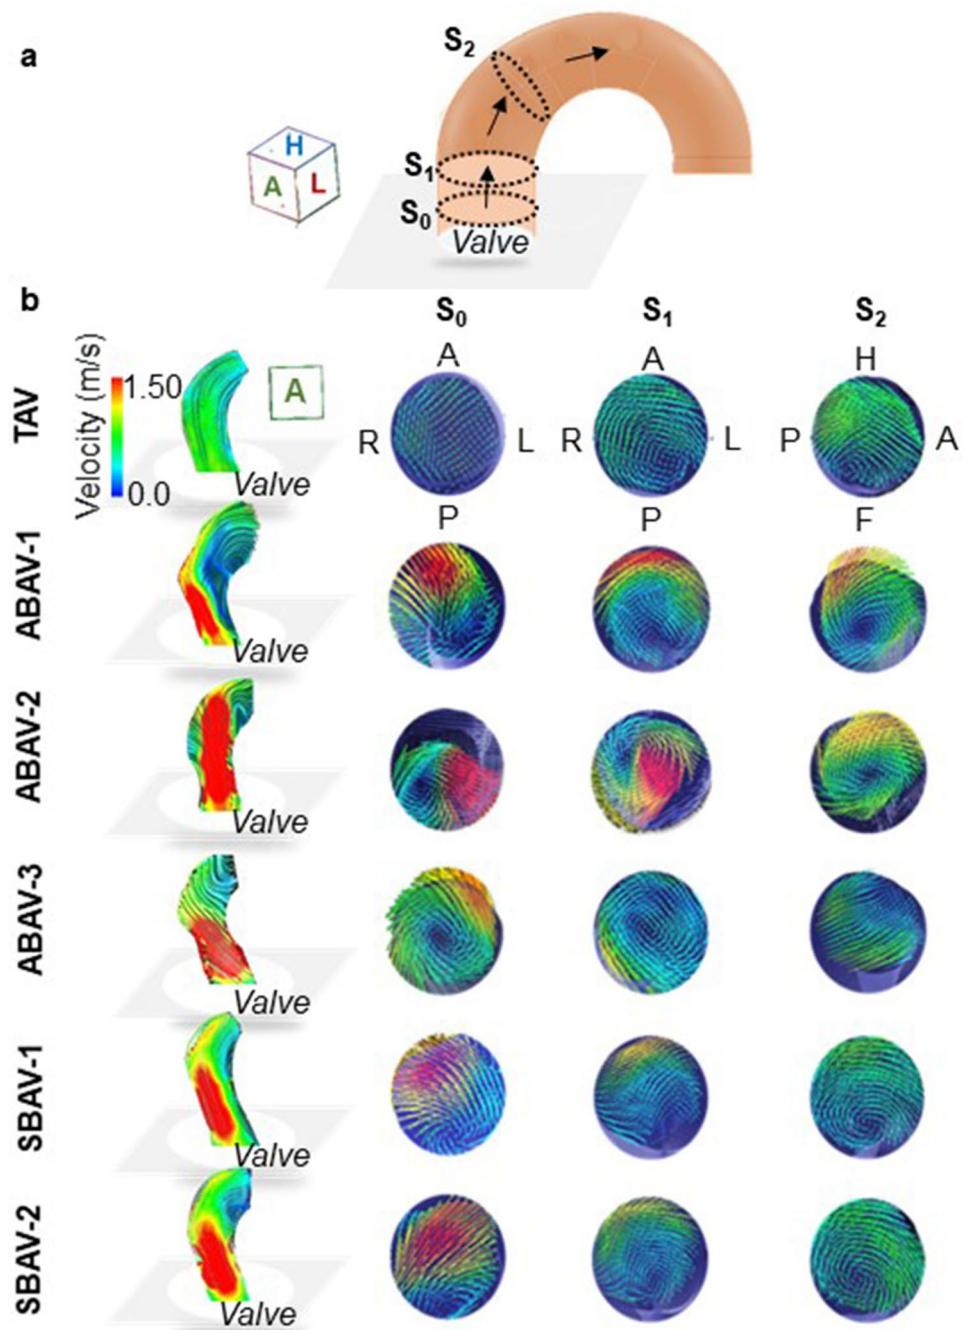 a
S2
H
A L
S1
S0
Valve
b
S0 S1 S2
Velocity (m/s)
1.50
0.0
A
TAV
Valve
A A H
R L R L P A
P P F
ABAV-1
Valve
ABAV-2
Valve
ABAV-3
Valve
SBAV-1
Valve
SBAV-2
Valve